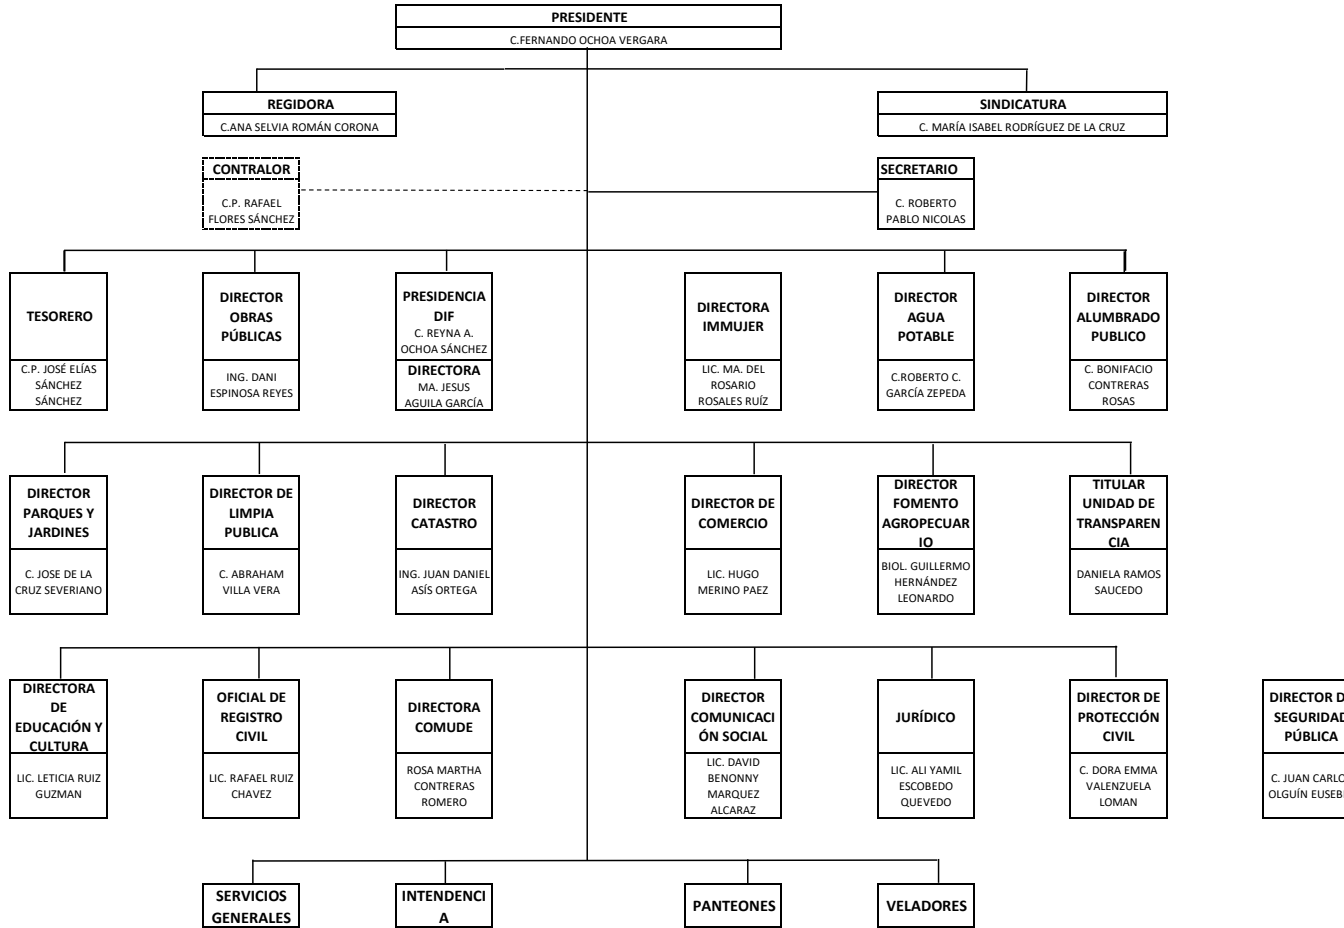 PRESIDENTE
C.FERNANDO OCHOA VERGARA
REGIDORA
C.ANA SELVIA ROMÁN CORONA
SINDICATURA
C. MARÍA ISABEL RODRÍGUEZ DE LA CRUZ
CONTRALOR
C.P. RAFAEL
FLORES SÁNCHEZ
SECRETARIO
C. ROBERTO
PABLO NICOLAS
TESORERO
C.P. JOSÉ ELÍAS
SÁNCHEZ
SÁNCHEZ
DIRECTOR
OBRAS
PÚBLICAS
ING. DANI
ESPINOSA REYES
PRESIDENCIA
DIF
C. REYNA A.
OCHOA SÁNCHEZ
DIRECTORA
MA. JESUS
AGUILA GARCÍA
DIRECTORA
IMMUJER
LIC. MA. DEL
ROSARIO
ROSALES RUÍZ
DIRECTOR
AGUA
POTABLE
C.ROBERTO C.
GARCÍA ZEPEDA
DIRECTOR
ALUMBRADO
PUBLICO
C. BONIFACIO
CONTRERAS
ROSAS
DIRECTOR
PARQUES Y
JARDINES
C. JOSE DE LA
CRUZ SEVERIANO
DIRECTOR DE
LIMPIA
PUBLICA
C. ABRAHAM
VILLA VERA
DIRECTOR
CATASTRO
ING. JUAN DANIEL
ASÍS ORTEGA
DIRECTOR DE
COMERCIO
LIC. HUGO
MERINO PAEZ
DIRECTOR
FOMENTO
AGROPECUAR
IO
BIOL. GUILLERMO
HERNÁNDEZ
LEONARDO
TITULAR
UNIDAD DE
TRANSPAREN
CIA
DANIELA RAMOS
SAUCEDO
DIRECTORA
DE
EDUCACIÓN Y
CULTURA
LIC. LETICIA RUIZ
GUZMAN
OFICIAL DE
REGISTRO
CIVIL
LIC. RAFAEL RUIZ
CHAVEZ
DIRECTORA
COMUDE
ROSA MARTHA
CONTRERAS
ROMERO
DIRECTOR
COMUNICACI
ÓN SOCIAL
LIC. DAVID
BENONNY
MARQUEZ
ALCARAZ
JURÍDICO
LIC. ALI YAMIL
ESCOBEDO
QUEVEDO
DIRECTOR DE
PROTECCIÓN
CIVIL
C. DORA EMMA
VALENZUELA
LOMAN
DIRECTOR
SEGURIDAD
PÚBLICA
C. JUAN
OLGUÍN
SERVICIOS
GENERALES
INTENDENCI
A
PANTEONES
VELADORES